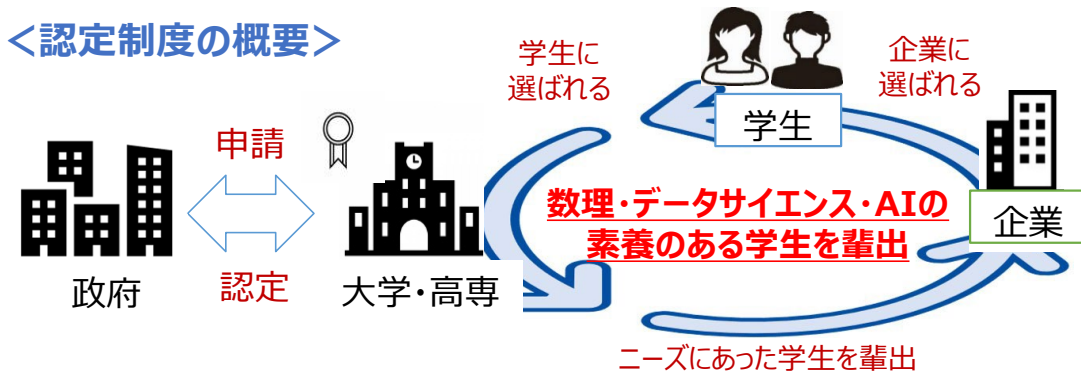 ＜認定制度の概要＞
学生に
選ばれる
企業に
選ばれる
学生
申請
数理・データサイエンス・AIの
素養のある学生を輩出
企業
政府
認定
大学・高専
ニーズにあった学生を輩出